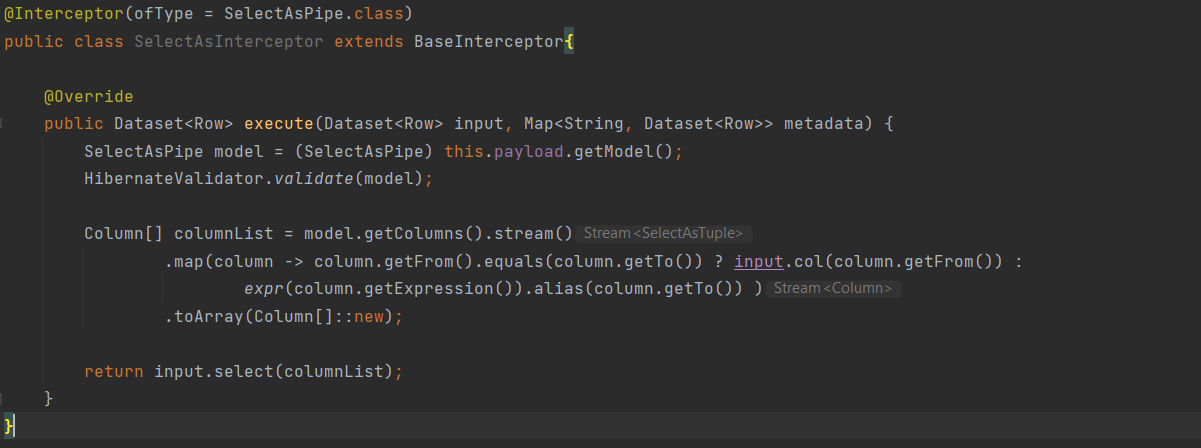 @Interceptor(ofType = SelectAsPipe.class)
public class SelectAsInterceptor extends BaseInterceptor{
@Override
public Dataset<Row> execute(Dataset<Row> input, Map<String, Dataset<Row>> metadata) {
SelectAsPipe model = (SelectAsPipe) this.payload.getModel();
HibernateValidator.validate(model);
Column[] columnList = model.getColumns().stream() Stream<SelectAsTuple>
.map(column -> column.getFrom().equals(column.getTo()) ? input.col(column.getFrom()) :
expr(column.getExpression()).alias(column.getTo()) ) Stream<Column>
.toArray(Column[]::new);
return input.select(columnList);
}
}